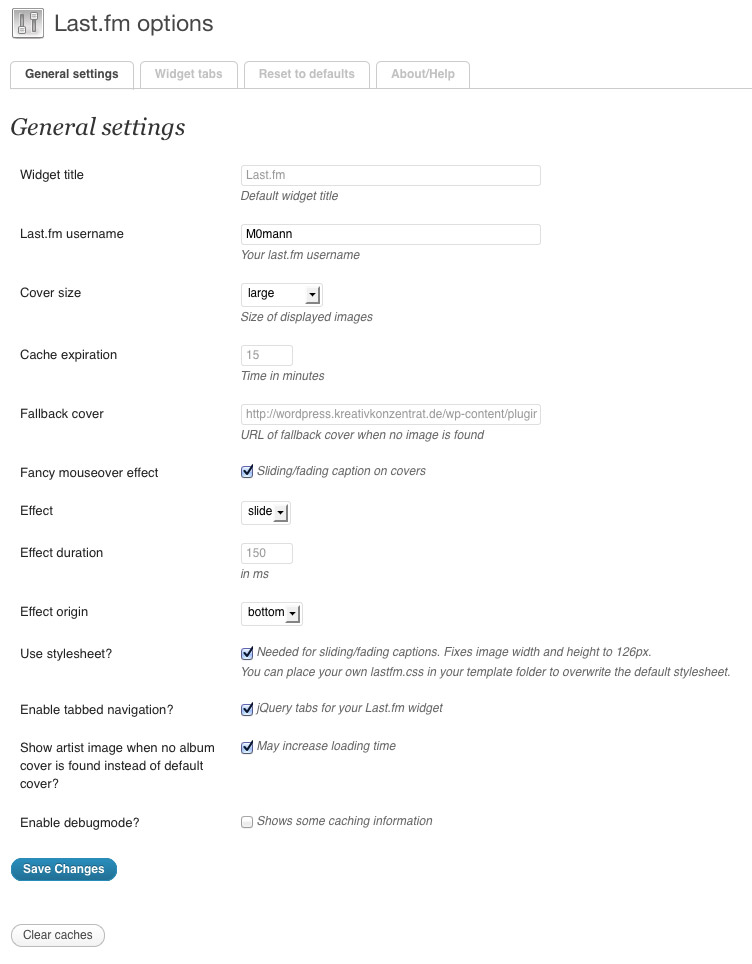 Last.fm options
General settings
Widget tabs
Reset to defaults
About/Help
General settings
Widget title
Last.fm
Default widget title
Last.fm username
M0mann
Your last.fm username
Cover size
large
Size of displayed images
Cache expiration
15
Time in minutes
Fallback cover
http://wordpress.kreativkonzentrat.de/wp-content/plugir
URL of fallback cover when no image is found
Fancy mouseover effect
Sliding/fading caption on covers
Effect
slide
Effect duration
150
in ms
Effect origin
bottom
Use stylesheet?
Needed for sliding/fading captions. Fixes image width and height to 126px.
You can place your own lastfm.css in your template folder to overwrite the default stylesheet.
Enable tabbed navigation?
jQuery tabs for your Last.fm widget
Show artist image when no album
cover is found instead of default
cover?
May increase loading time
Enable debugmode?
Shows some caching information
Save Changes
Clear caches